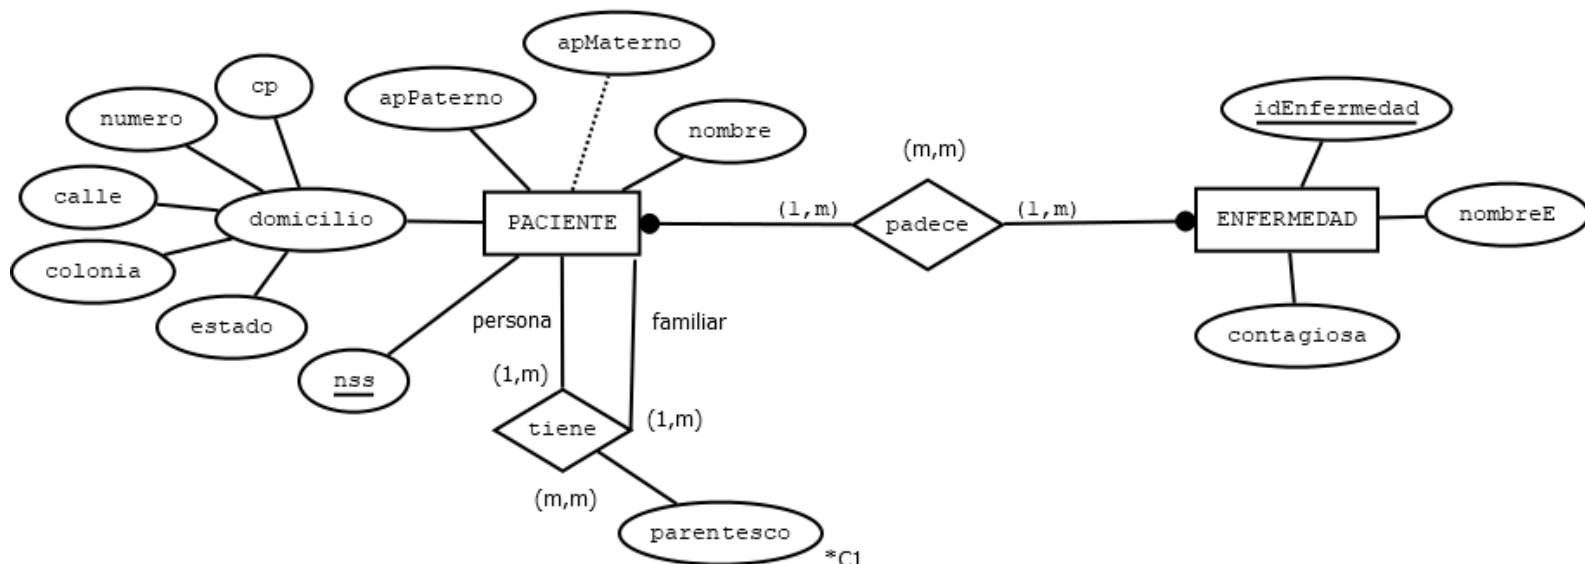 apMaterno
cp
apPaterno
numero
nombre
idEnfermedad
(m,m)
calle
domicilio
PACIENTE
(1,m)
padece
(1,m)
ENFERMEDAD
nombreE
colonia
estado
persona
familiar
contagiosa
nss
(1,m)
tiene
(1,m)
(m,m)
parentesco
*C1